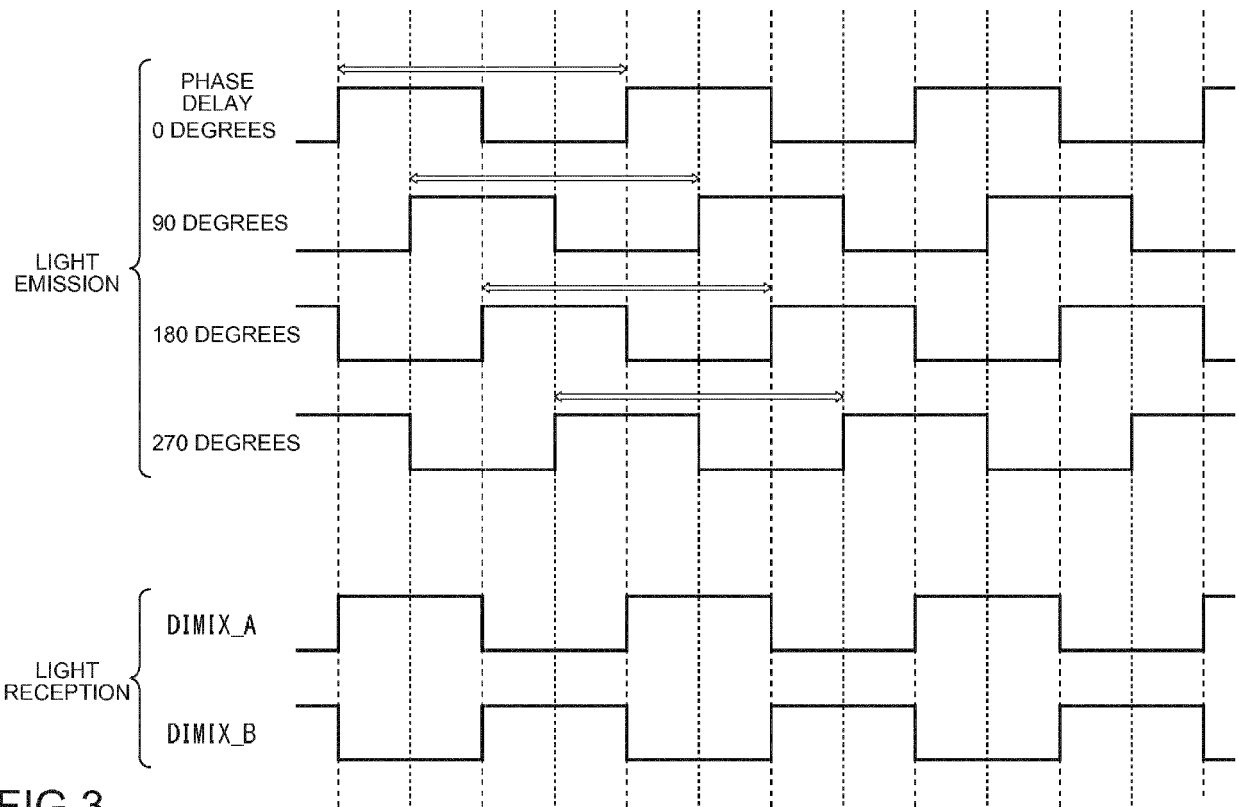 PHASE
DELAY
0 DEGREES
90 DEGREES
LIGHT
EMISSION
180 DEGREES
270 DEGREES
DIMIX_A
LIGHT
RECEPTION
DIMIX_B
FIG.3